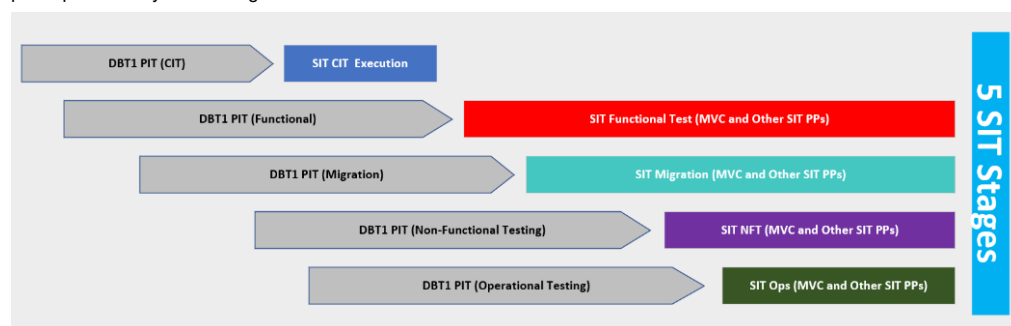 DBT1 PIT (CIT)
SIT CIT Execution
DBT1 PIT (Functional)
SIT Functional Test (MVC and Other SIT PPs)
DBT1 PIT (Migration)
SIT Migration (MVC and Other SIT PPs)
DBT1 PIT (Non-Functional Testing)
SIT NFT (MVC and Other SIT PPs)
DBT1 PIT (Operational Testing)
SIT Ops (MVC and Other SIT PPs)
5 SIT Stages